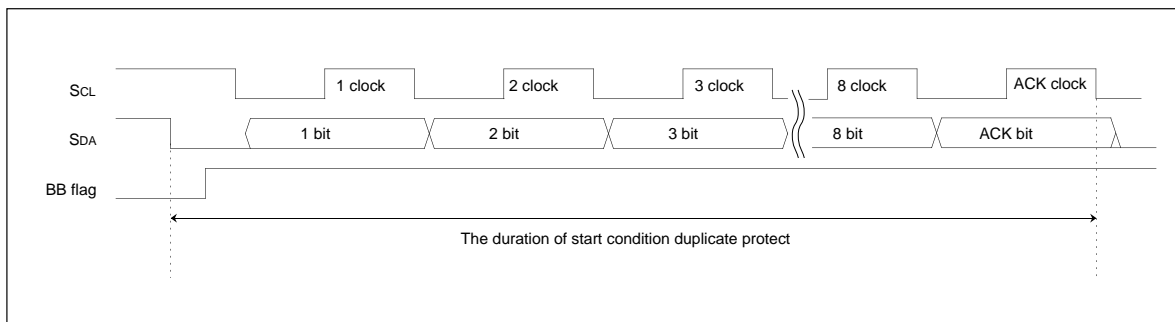 SCL
1 clock 2 clock 3 clock 8 clock ACK clock
SDA
1 bit 2 bit 3 bit 8 bit ACK bit
BB flag
The duration of start condition duplicate protect